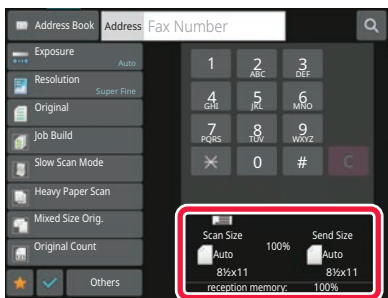 Address Book
Address
Fax Number
Exposure
Auto
Resolution
Super Fine
Original
Job Build
Slow Scan Mode
Heavy Paper Scan
Mixed Size Orig.
Original Count
Others
1
2
ABC
3
DEF
4
GHI
5
JKL
6
MNO
7
PQRS
8
TUV
9
WXYZ
0
#
C
Scan Size
Send Size
100%
Auto
Auto
8½x11
8½x11
reception memory: 100%